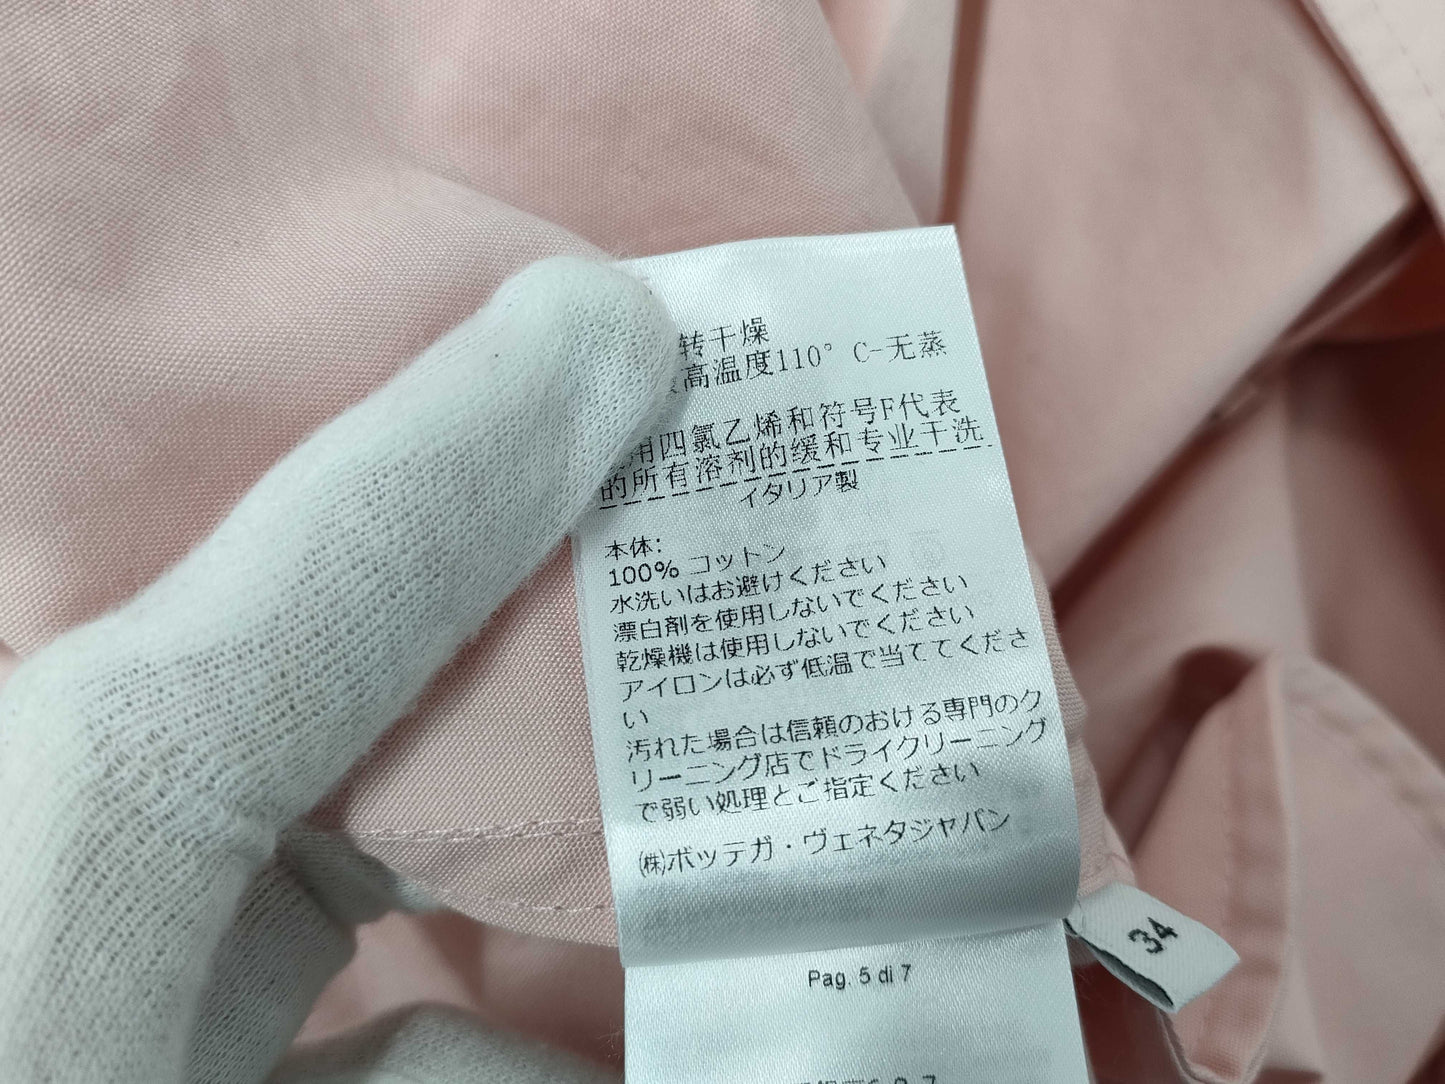 转干燥
高温度110° C-无蒸
用四氯乙烯和符号F代表
的所有溶剂的缓和专业干洗
イタリア製
本体:
100% コットン
水洗いはお避けください
漂白剤を使用しないでください
乾燥機は使用しないでください
アイロンは必ず低温で当ててくださ
い
汚れた場合は信頼のおける専門のク
リーニング店でドライクリーニング
で弱い処理とご指定ください
㈱ボッテガ・ヴェネタジャパン
34
Pag. 5 di 7